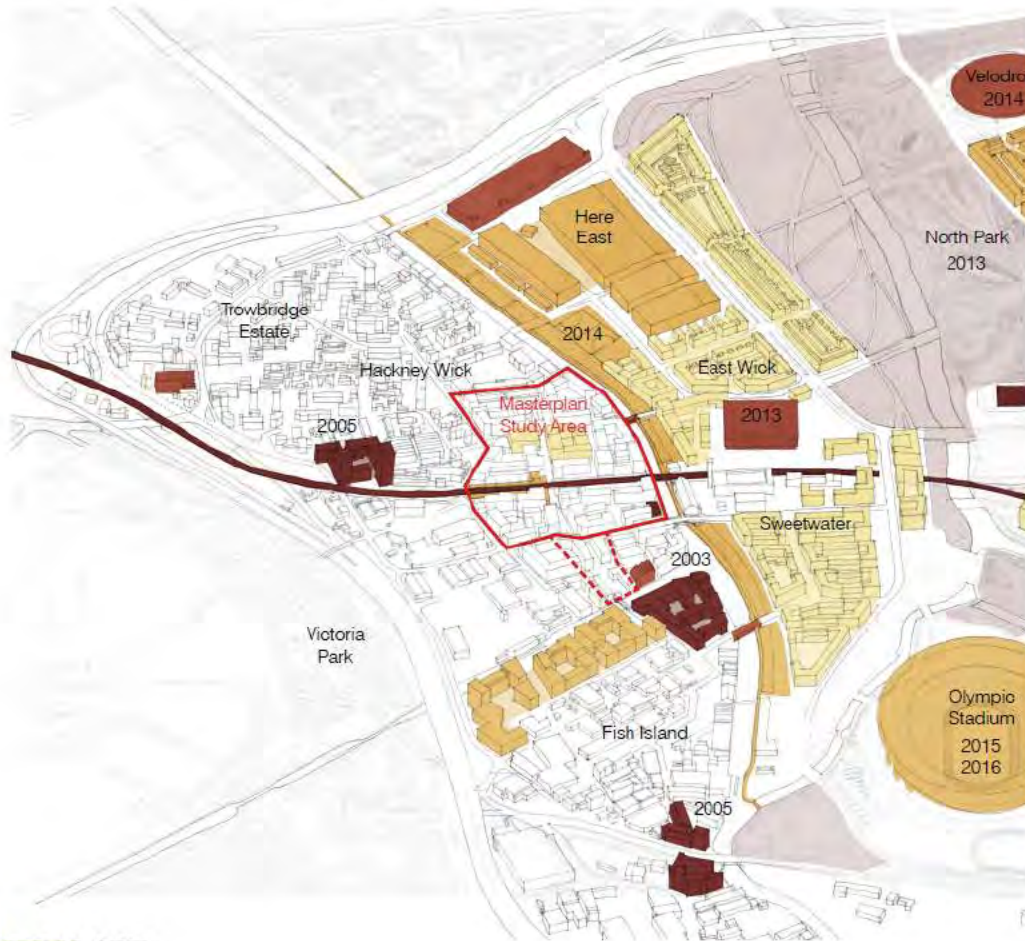 Velodro
2014
Here
East
North Park
2013
Trowbridge
Estate
2014
Hackney Wick
East Wick
Masterplan
Study Area
2013
2005
Sweetwater
2003
Victoria
Park
Olympic
Stadium
2015
2016
Fish Island
2005